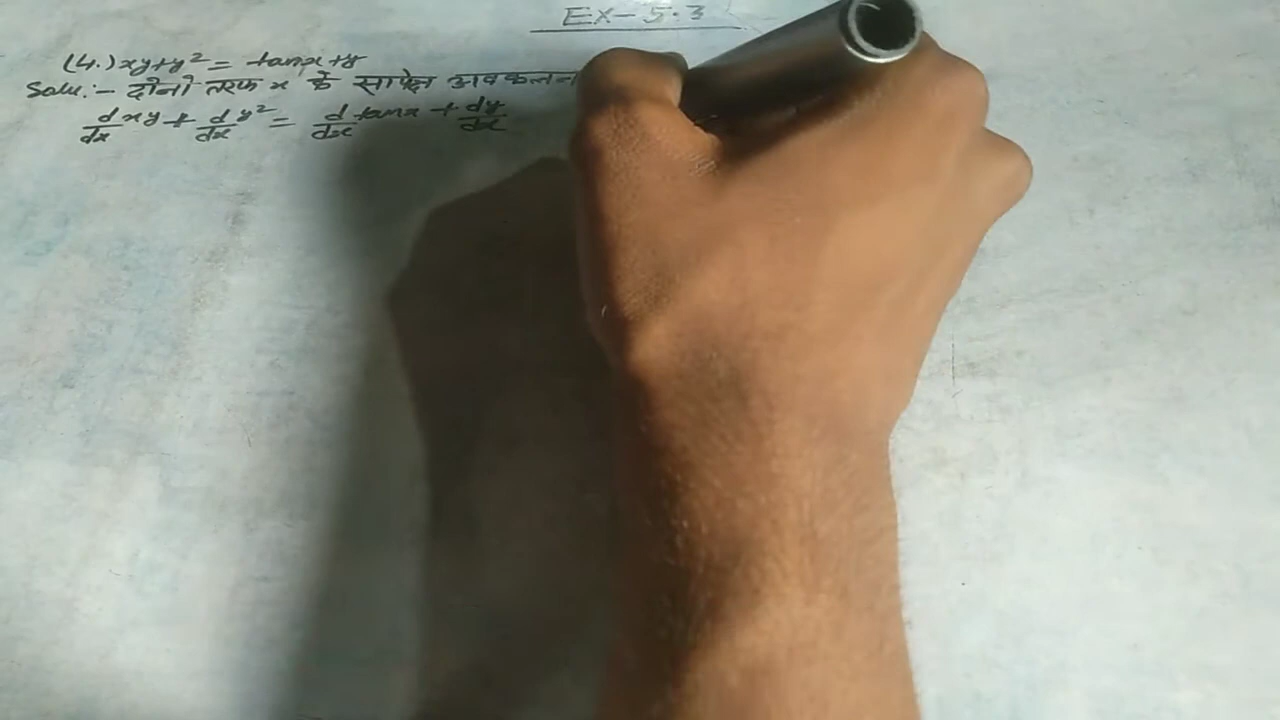 EX-5.3
(4.) xy+y² = tanx+y
Solu:- दोनों तरफ x के सापेक्ष अवकलन
d/dx xy + d/dx y² = d/dx tanx + dy/dx